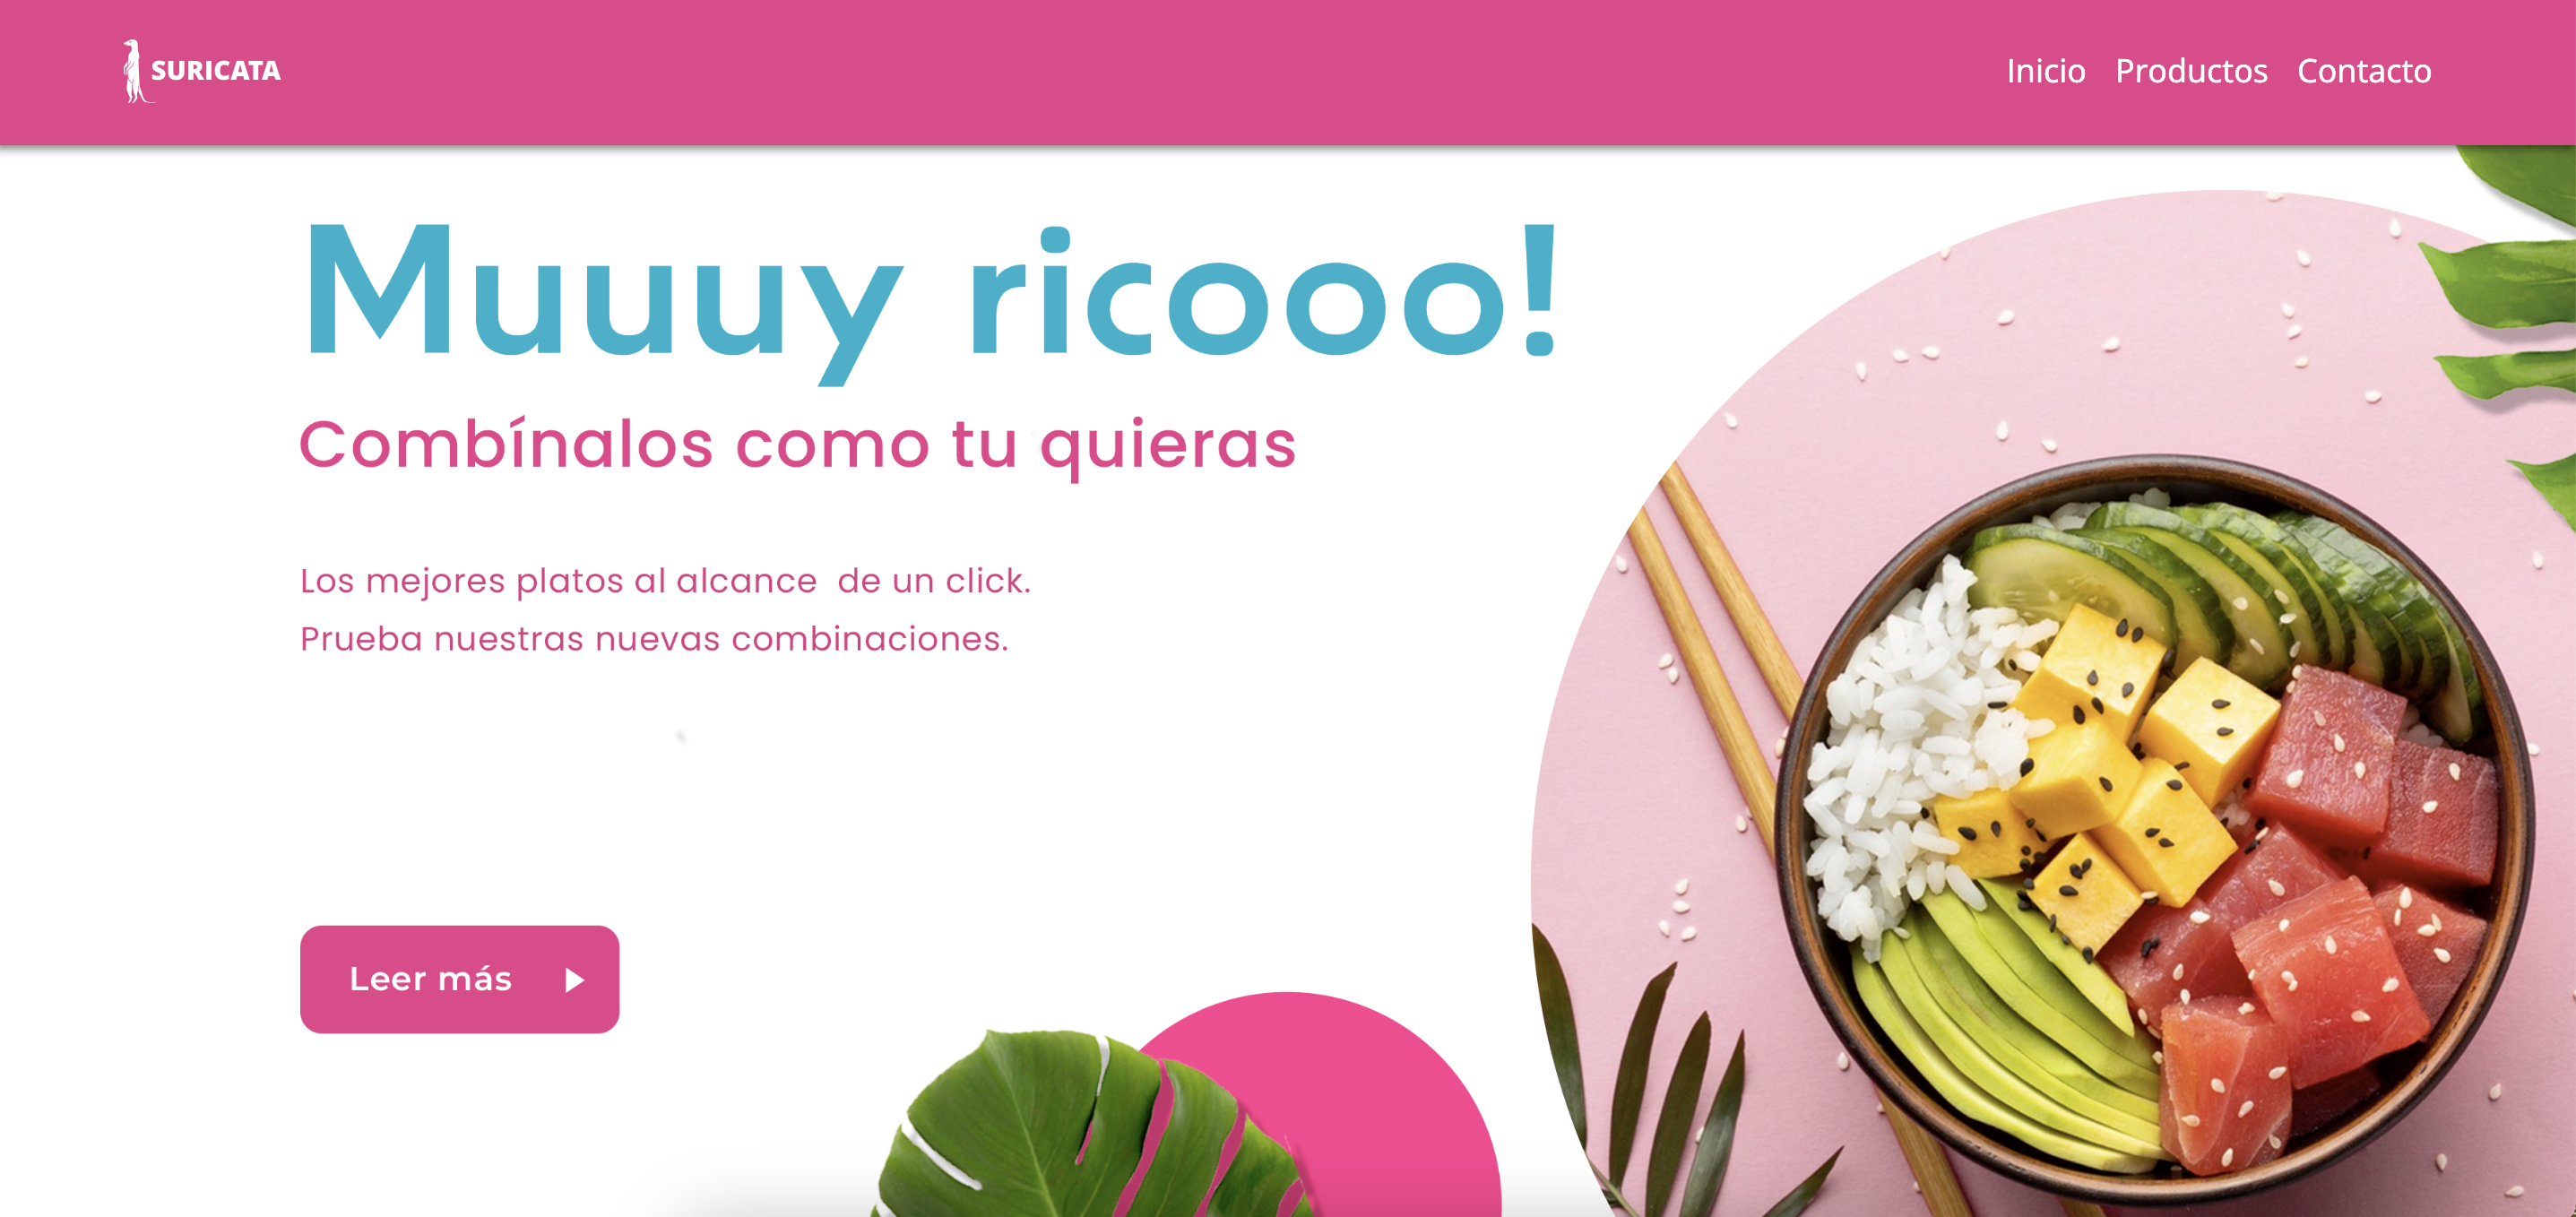 SURICATA
Inicio Productos Contacto
Muuuy ricooo!
Combínalos como tu quieras
Los mejores platos al alcance de un click.
Prueba nuestras nuevas combinaciones.
Leer más